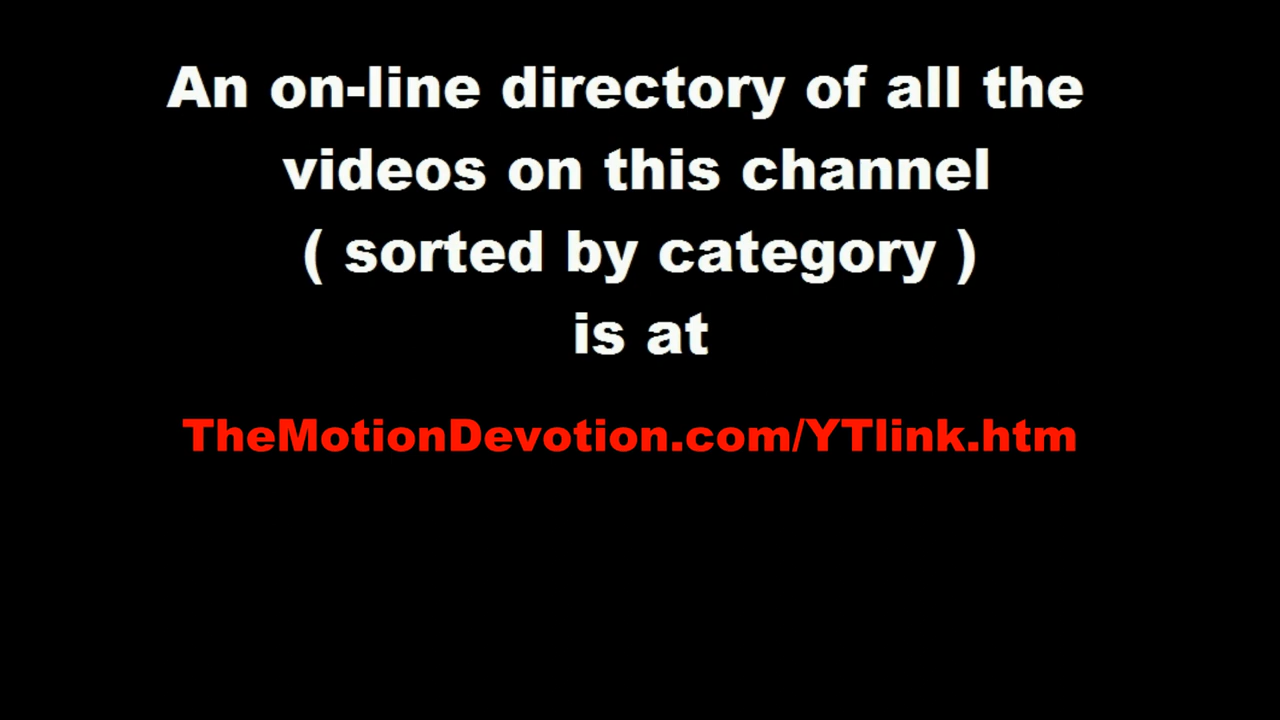 An on-line directory of all the
videos on this channel
( sorted by category )
is at
TheMotionDevotion.com/YTlink.htm